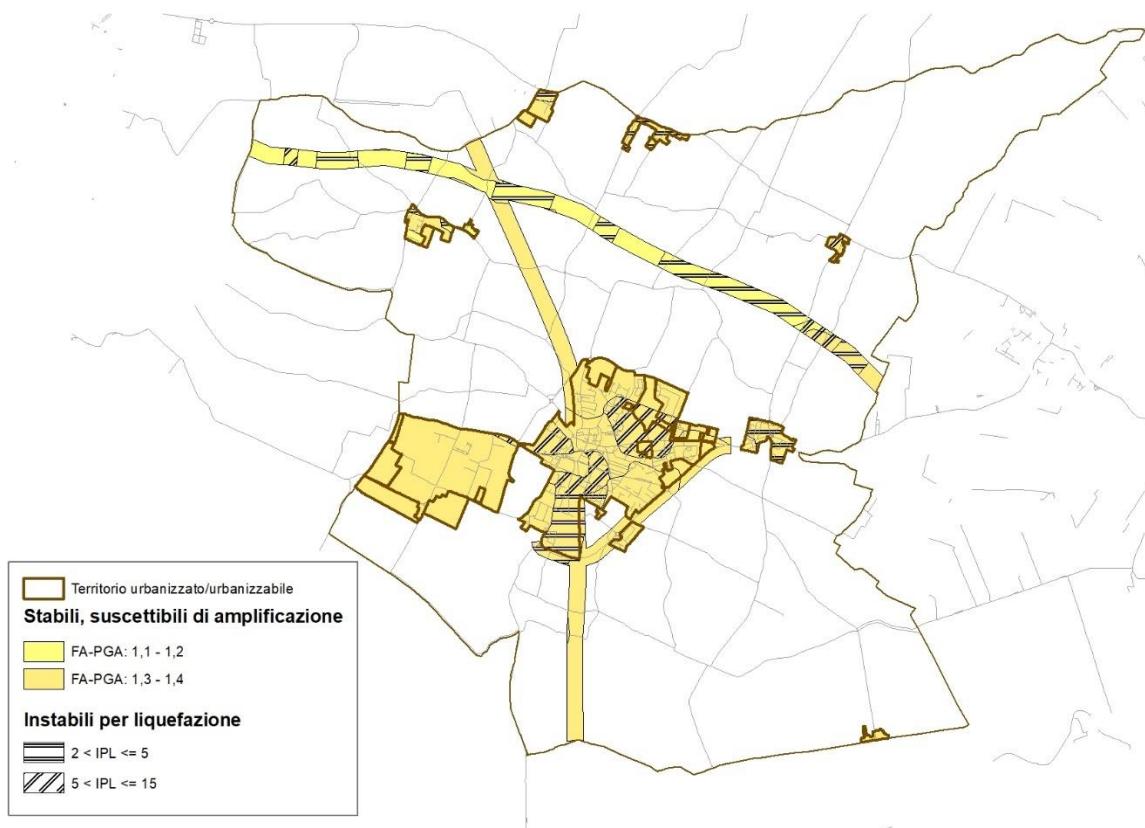 Territorio urbanizzato/urbanizzabile
Stabili, suscettibili di amplificazione
FA-PGA: 1,1 - 1,2
FA-PGA: 1,3 - 1,4
Instabili per liquefazione
2 < IPL <= 5
5 < IPL <= 15